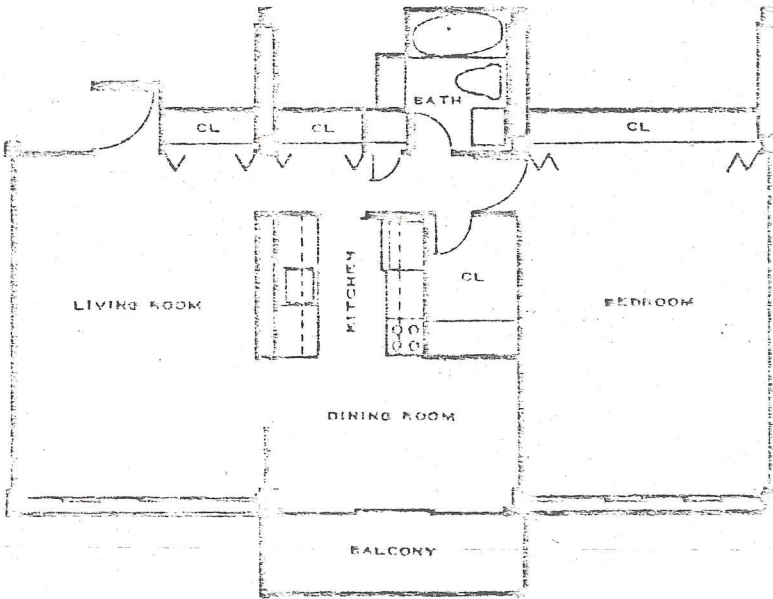 BATH
CL
CL
CL
KITCHEN
CL
LIVING ROOM
BEDROOM
DINING ROOM
BALCONY